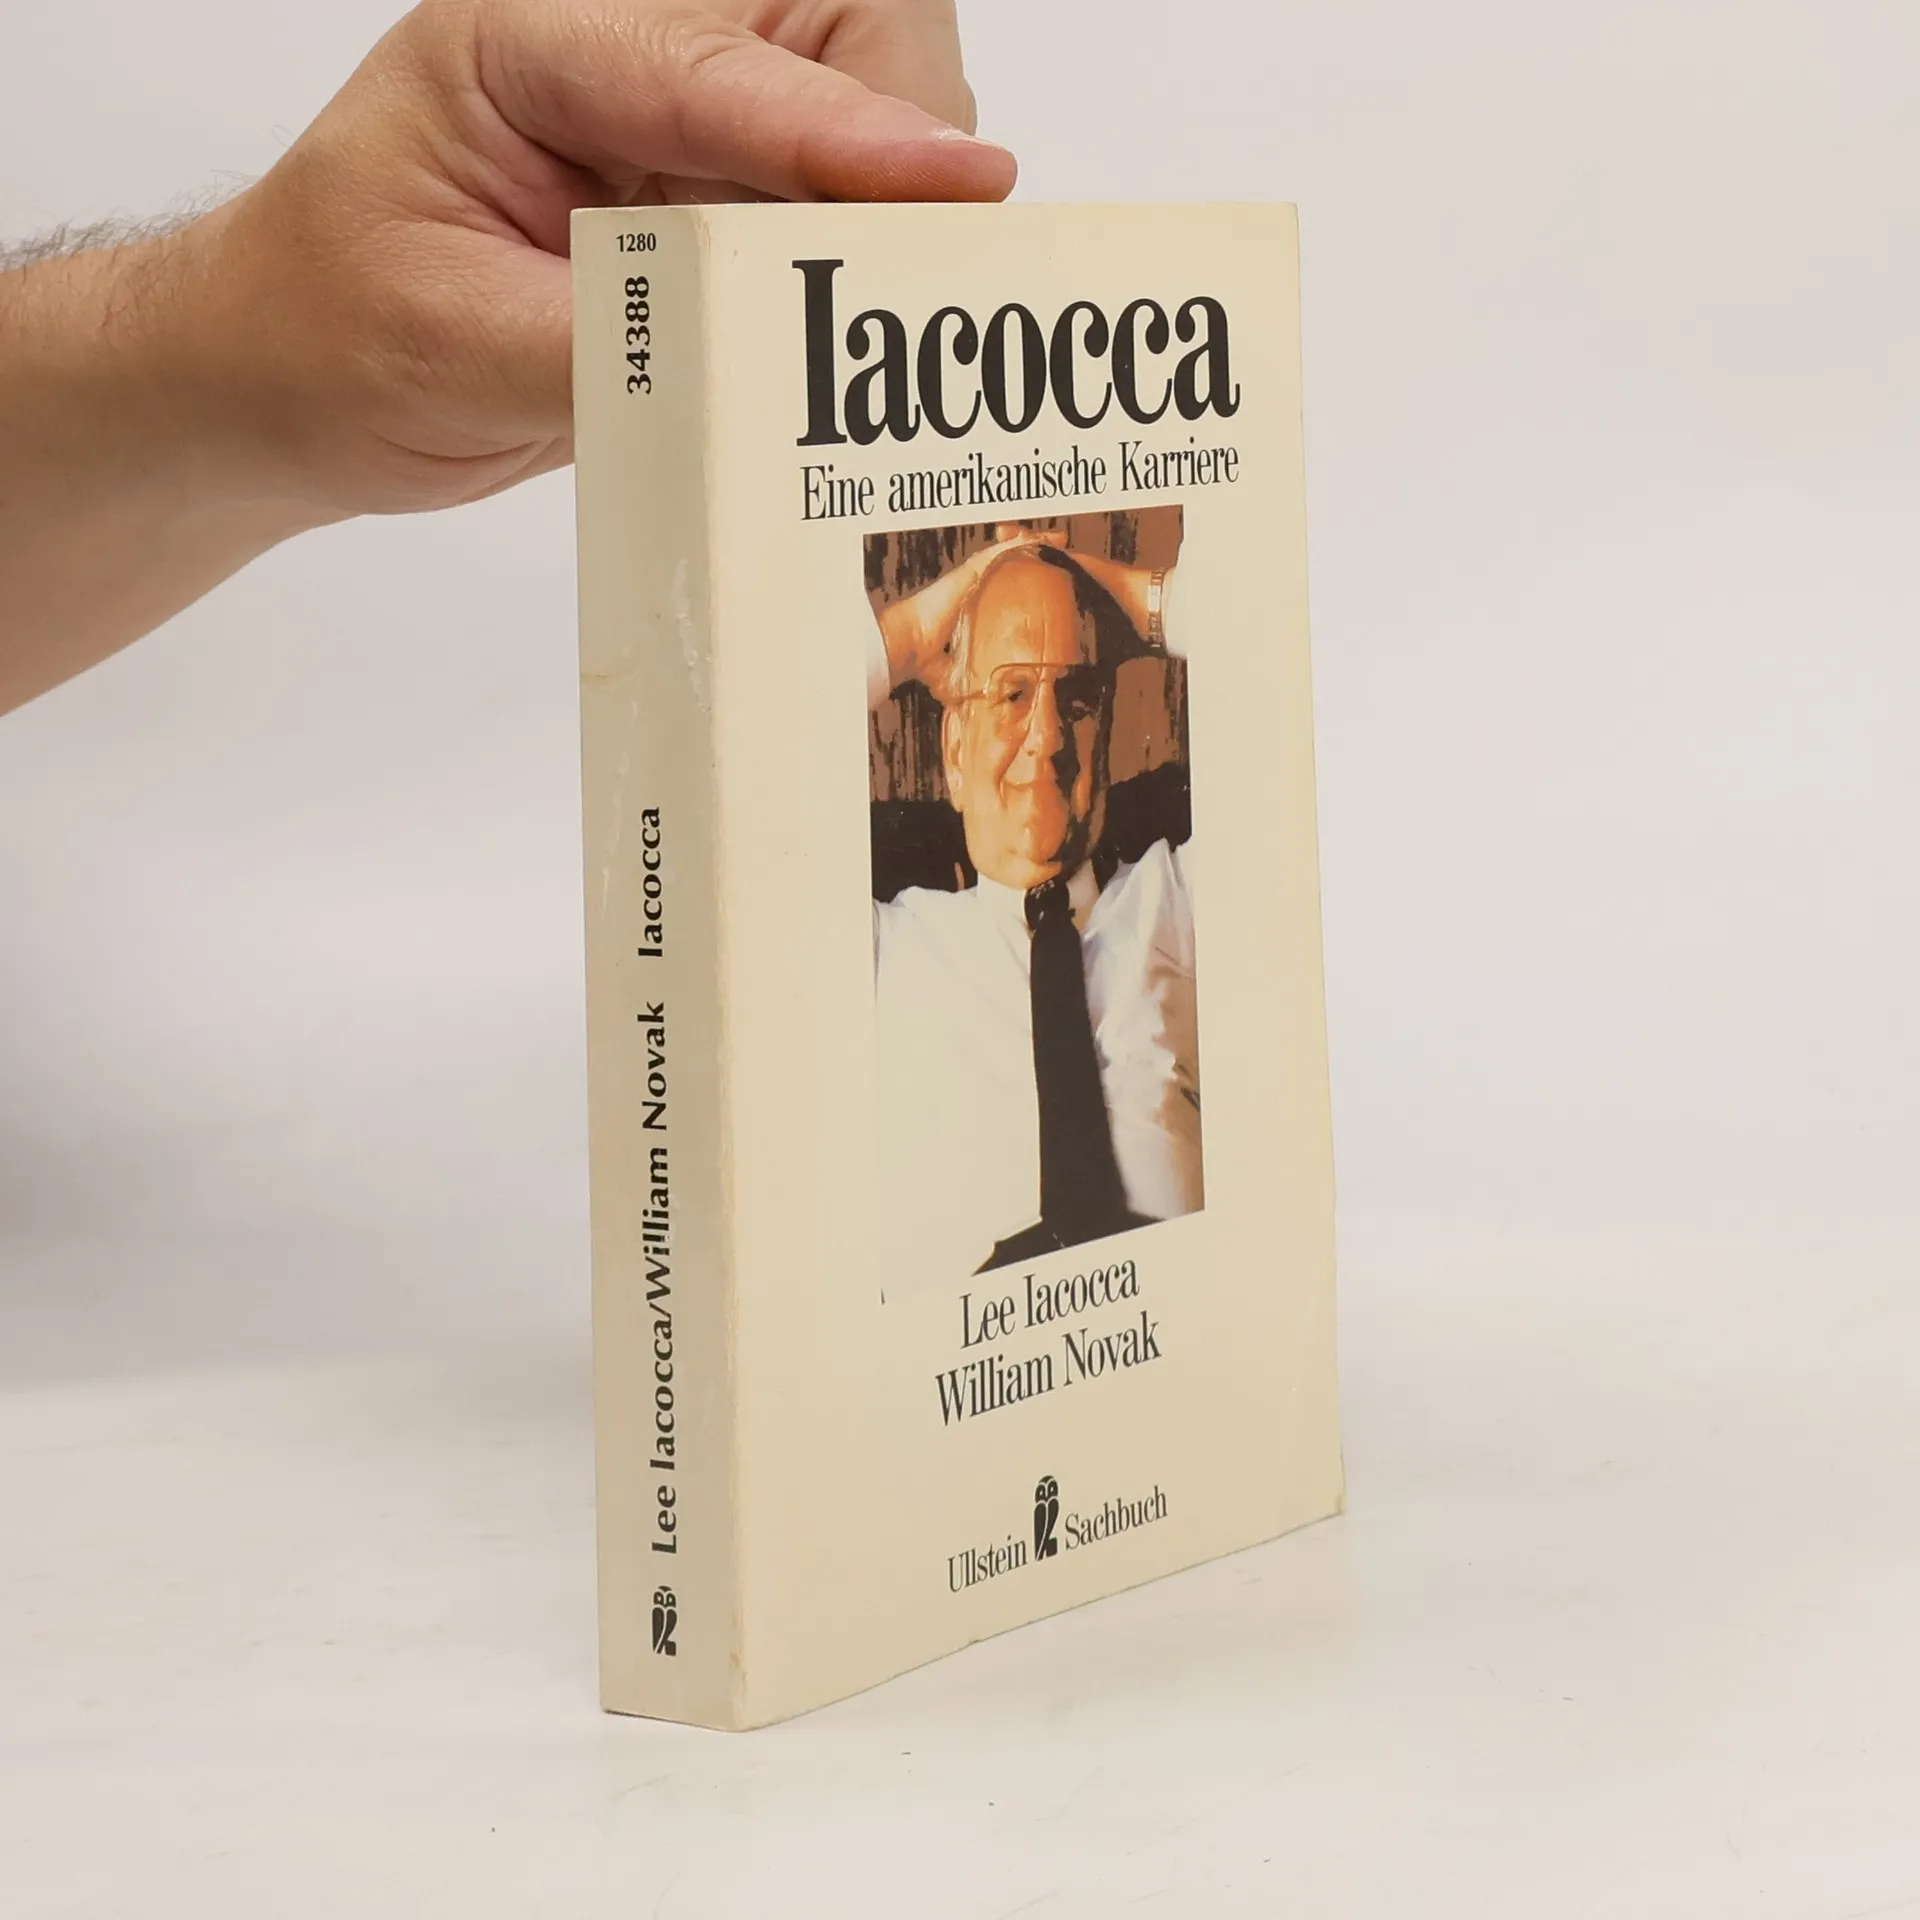 1280
34388
Lee Iacocca/William Novak Iacocca
Iacocca
Eine amerikanische Karriere
Lee Iacocca
William Novak
Ullstein Sachbuch